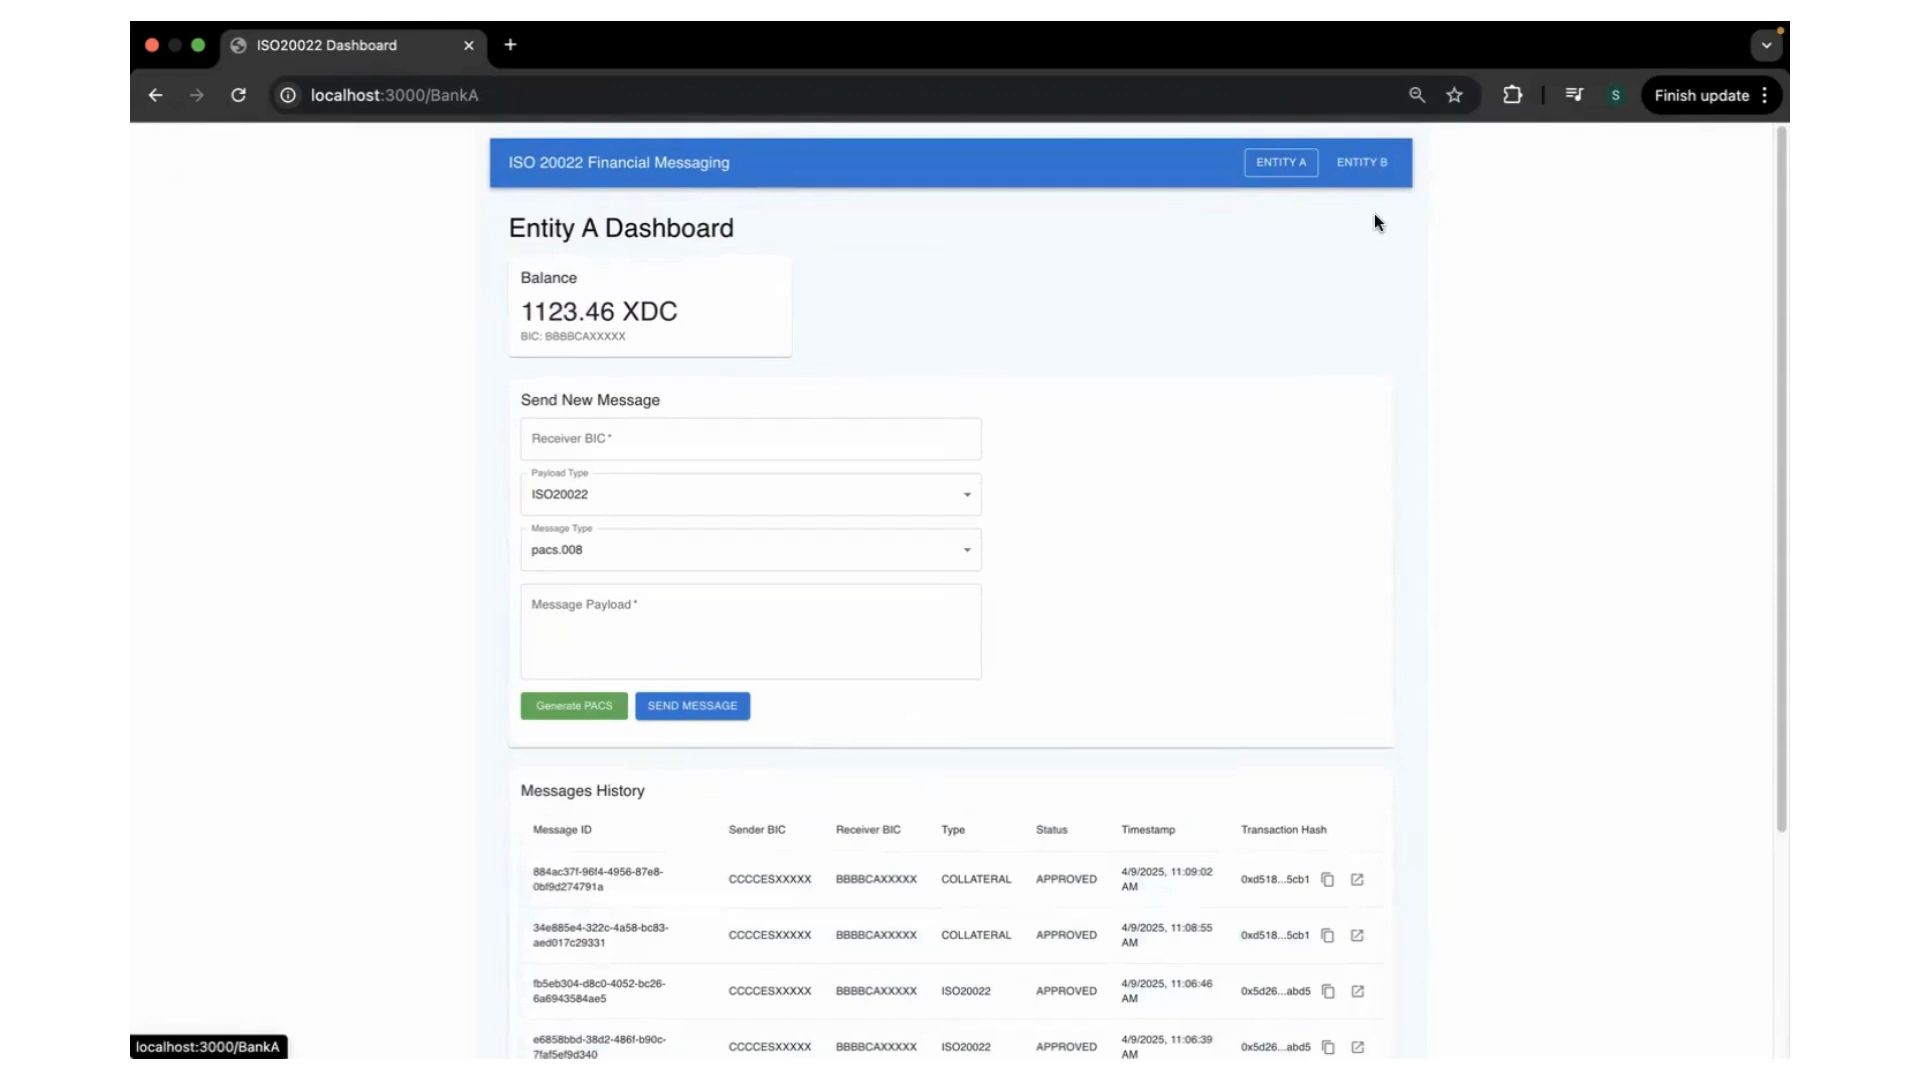 ISO20022 Dashboard
localhost:3000/BankA
S
Finish update
ISO 20022 Financial Messaging
ENTITY A
ENTITY B
Entity A Dashboard
Balance
1123.46 XDC
BIC: BBBBCAXXXXX
Send New Message
Receiver BIC *
Payload Type
ISO20022
Message Type
pacs.008
Message Payload *
Generate PACS
SEND MESSAGE
Messages History
Message ID Sender BIC Receiver BIC Type Status Timestamp Transaction Hash
884ac37f-96f4-4956-87e8-
0bf9d274791a
CCCCESXXXXX BBBBCAXXXXX COLLATERAL APPROVED
4/9/2025, 11:09:02
AM
0xd518...5cb1
34e885e4-322c-4a58-bc83-
aed017c29331
CCCCESXXXXX BBBBCAXXXXX COLLATERAL APPROVED
4/9/2025, 11:08:55
AM
0xd518...5cb1
fb5eb304-d8c0-4052-bc26-
6a6943584ae5
CCCCESXXXXX BBBBCAXXXXX ISO20022 APPROVED
4/9/2025, 11:06:46
AM
0x5d26...abd5
e6858bbd-38d2-486f-b90c-
7faf5ef9d340
CCCCESXXXXX BBBBCAXXXXX ISO20022 APPROVED
4/9/2025, 11:06:39
AM
0x5d26...abd5
localhost:3000/BankA